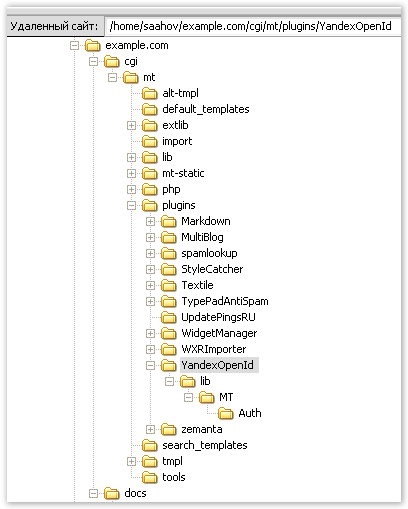 Удаленный сайт: /home/saahov/example.com/cgi/mt/plugins/YandexOpenId
example.com
cgi
mt
alt-tmpl
default_templates
extlib
import
lib
mt-static
php
plugins
Markdown
MultiBlog
spamlookup
StyleCatcher
Textile
TypePadAntiSpam
UpdatePingsRU
WidgetManager
WXRImporter
YandexOpenId
lib
MT
Auth
zemanta
search_templates
tmpl
tools
docs